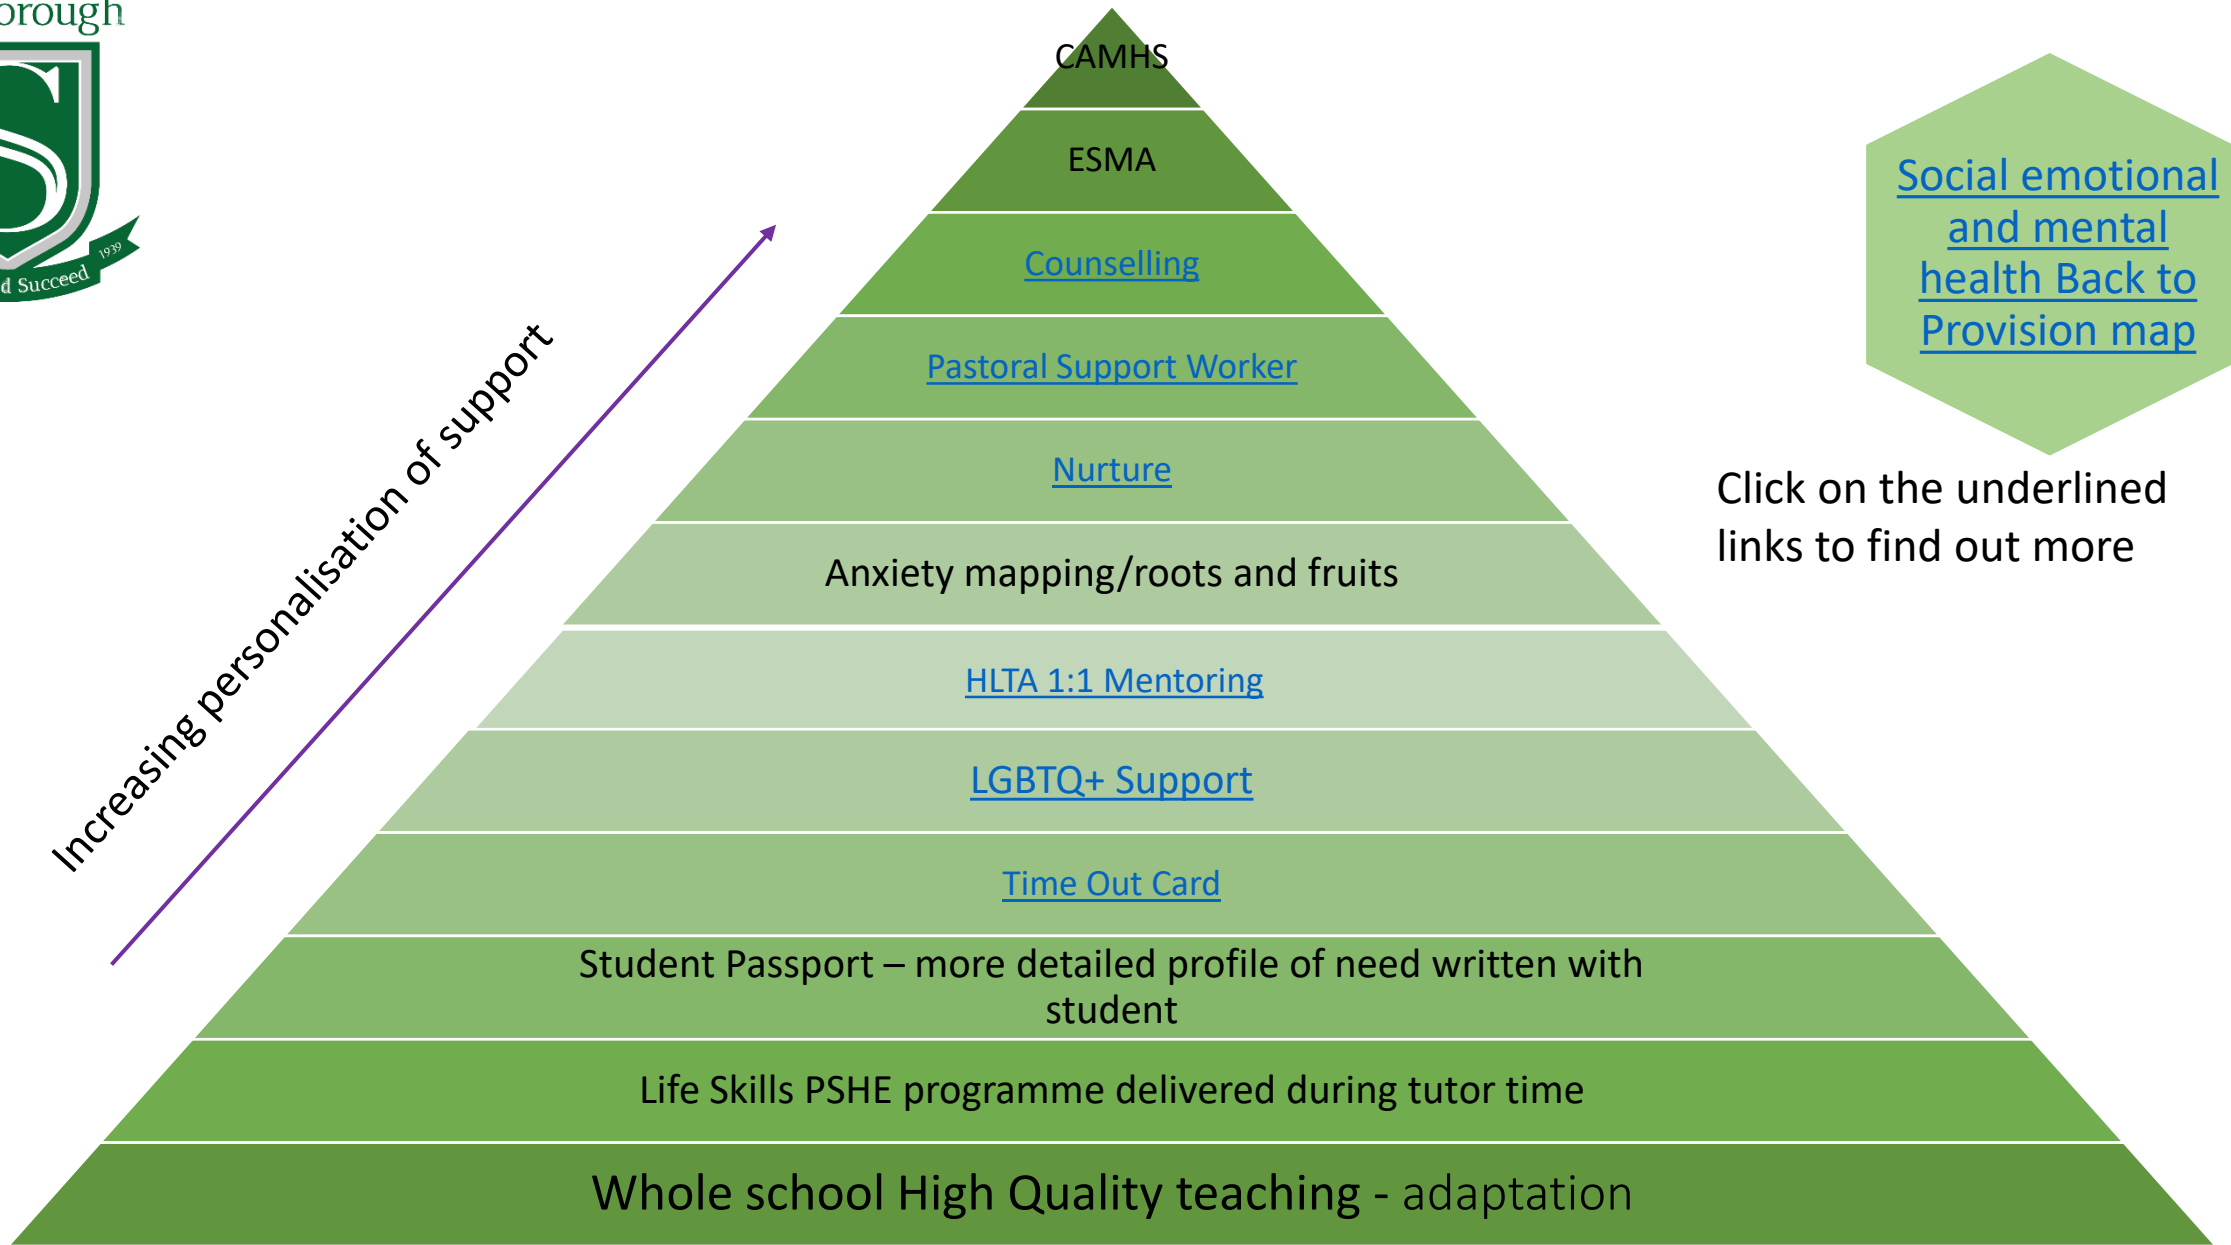 CAMHS
ESMA
Counselling
Pastoral Support Worker
Nurture
Anxiety mapping/roots and fruits
HLTA 1:1 Mentoring
LGBTQ+ Support
Time Out Card
Student Passport – more detailed profile of need written with
student
Life Skills PSHE programme delivered during tutor time
Whole school High Quality teaching - adaptation
Increasing personalisation of support
Social emotional
and mental
health Back to
Provision map
Click on the underlined
links to find out more
Succeed
1939